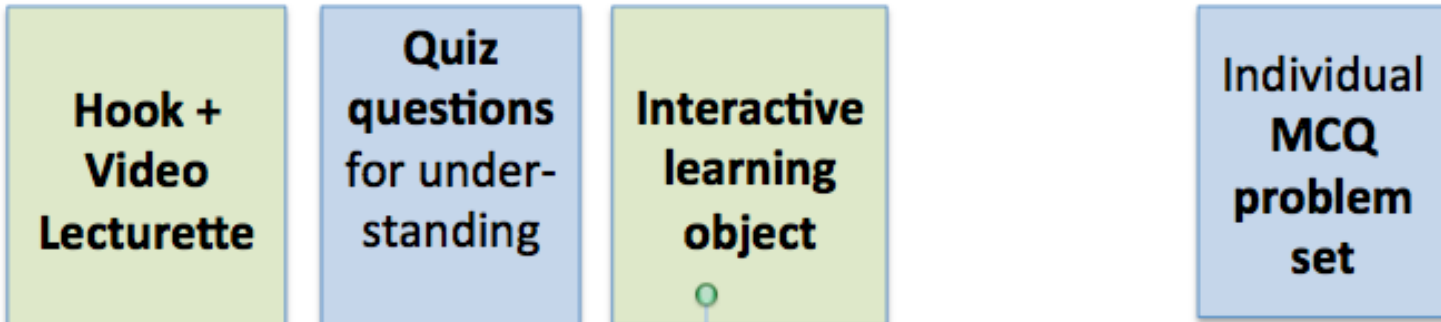 Hook +
Video
Lecturette
Quiz
questions
for under-
standing
Interactive
learning
object
Individual
MCQ
problem
set